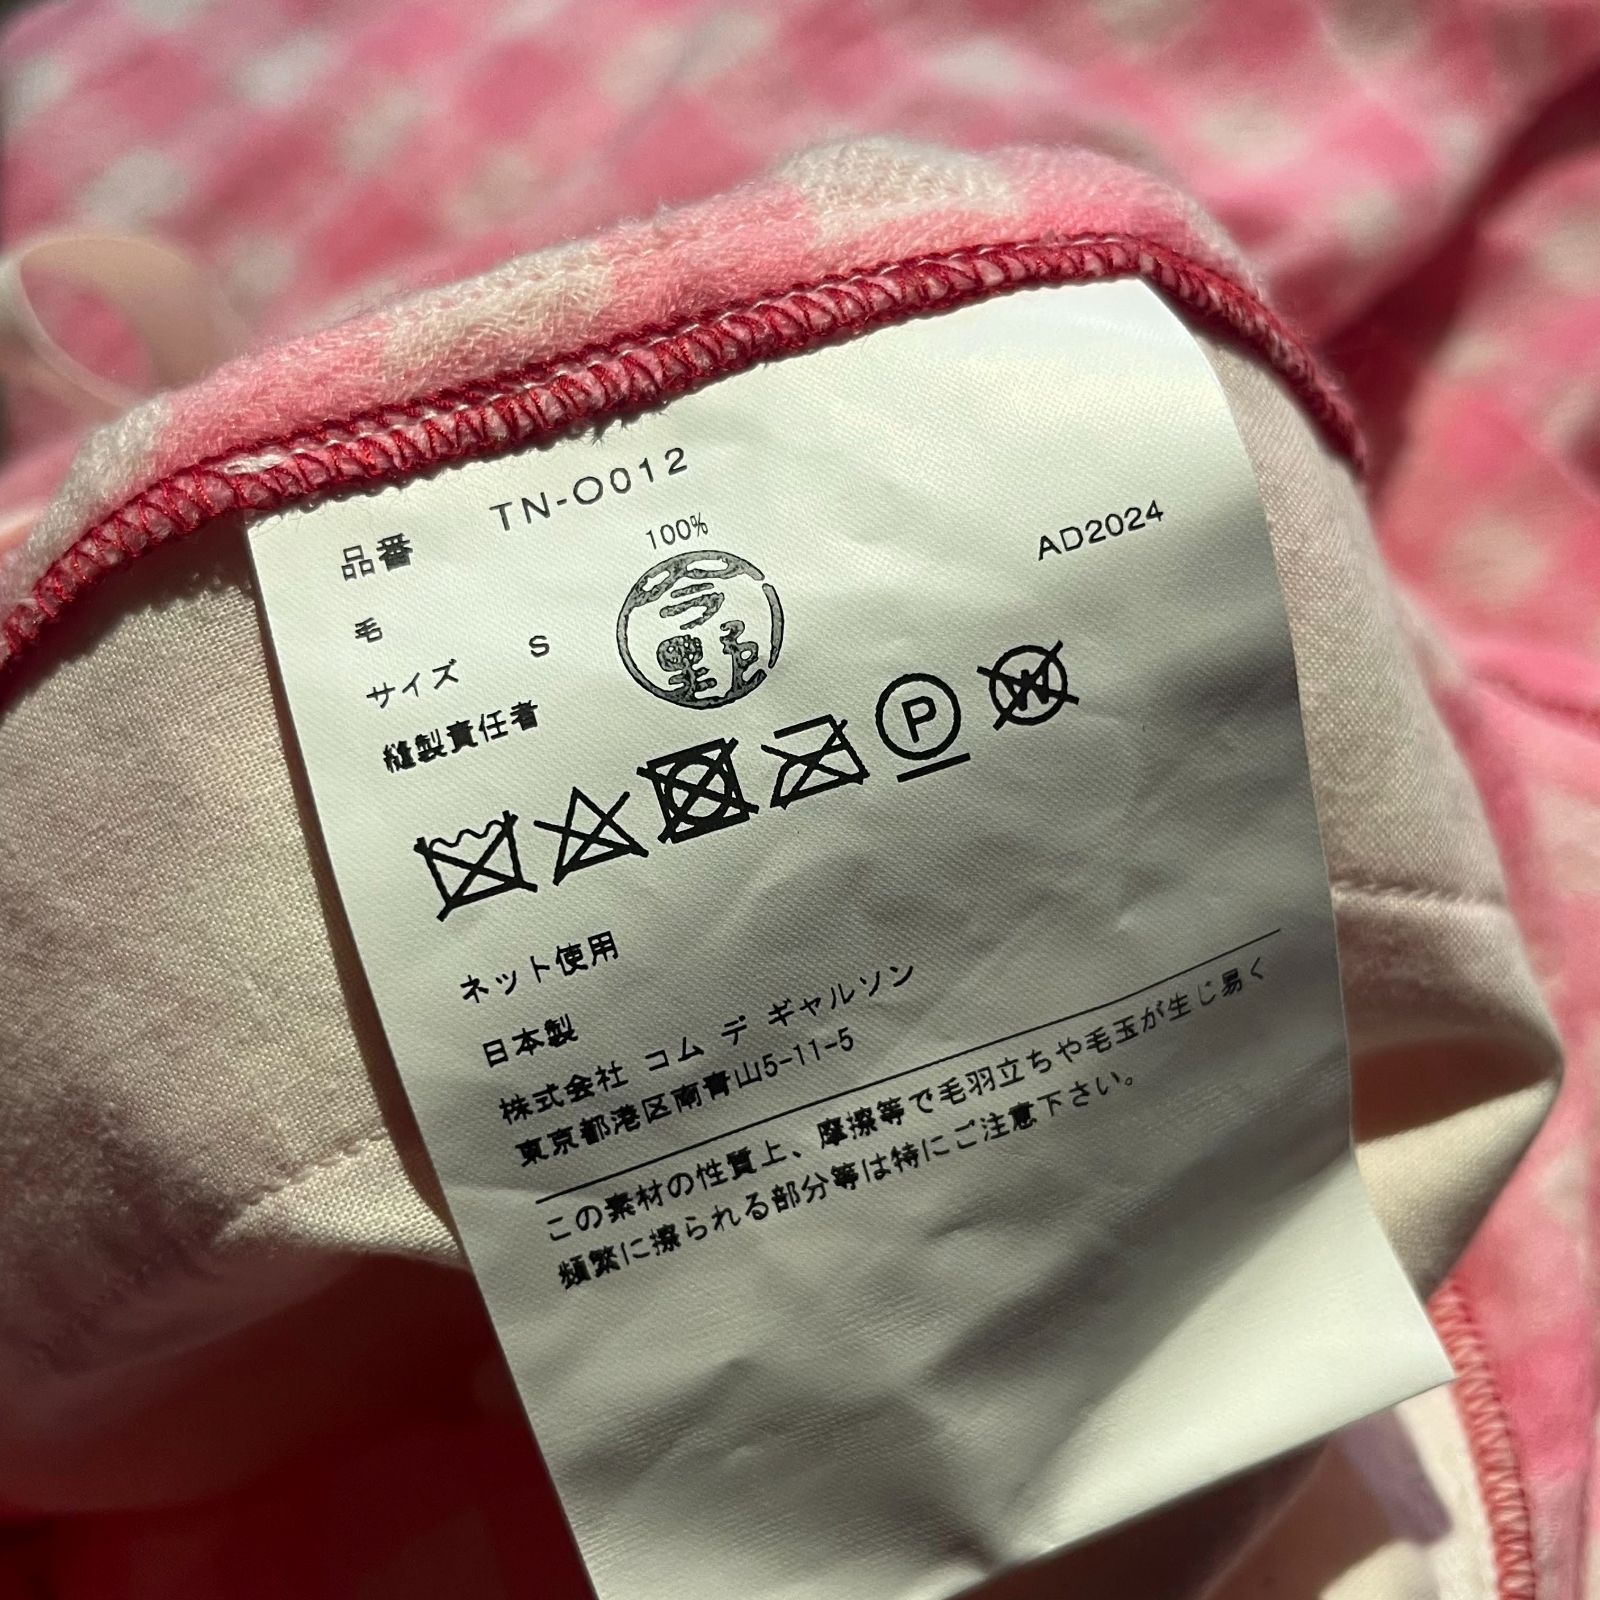 品番 TN-O012
毛 100%
サイズ S AD2024
縫製責任者 今野
P
W
ネット使用
日本製
株式会社 コム デ ギャルソン
東京都港区南青山5-11-5
この素材の性質上、摩擦等で毛羽立ちや毛玉が生じ易く
頻繁に擦られる部分等は特にご注意下さい。